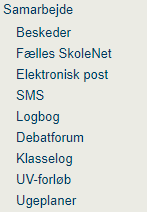 Samarbejde
Beskeder
Fælles SkoleNet
Elektronisk post
SMS
Logbog
Debatforum
Klasselog
UV-forløb
Ugeplaner